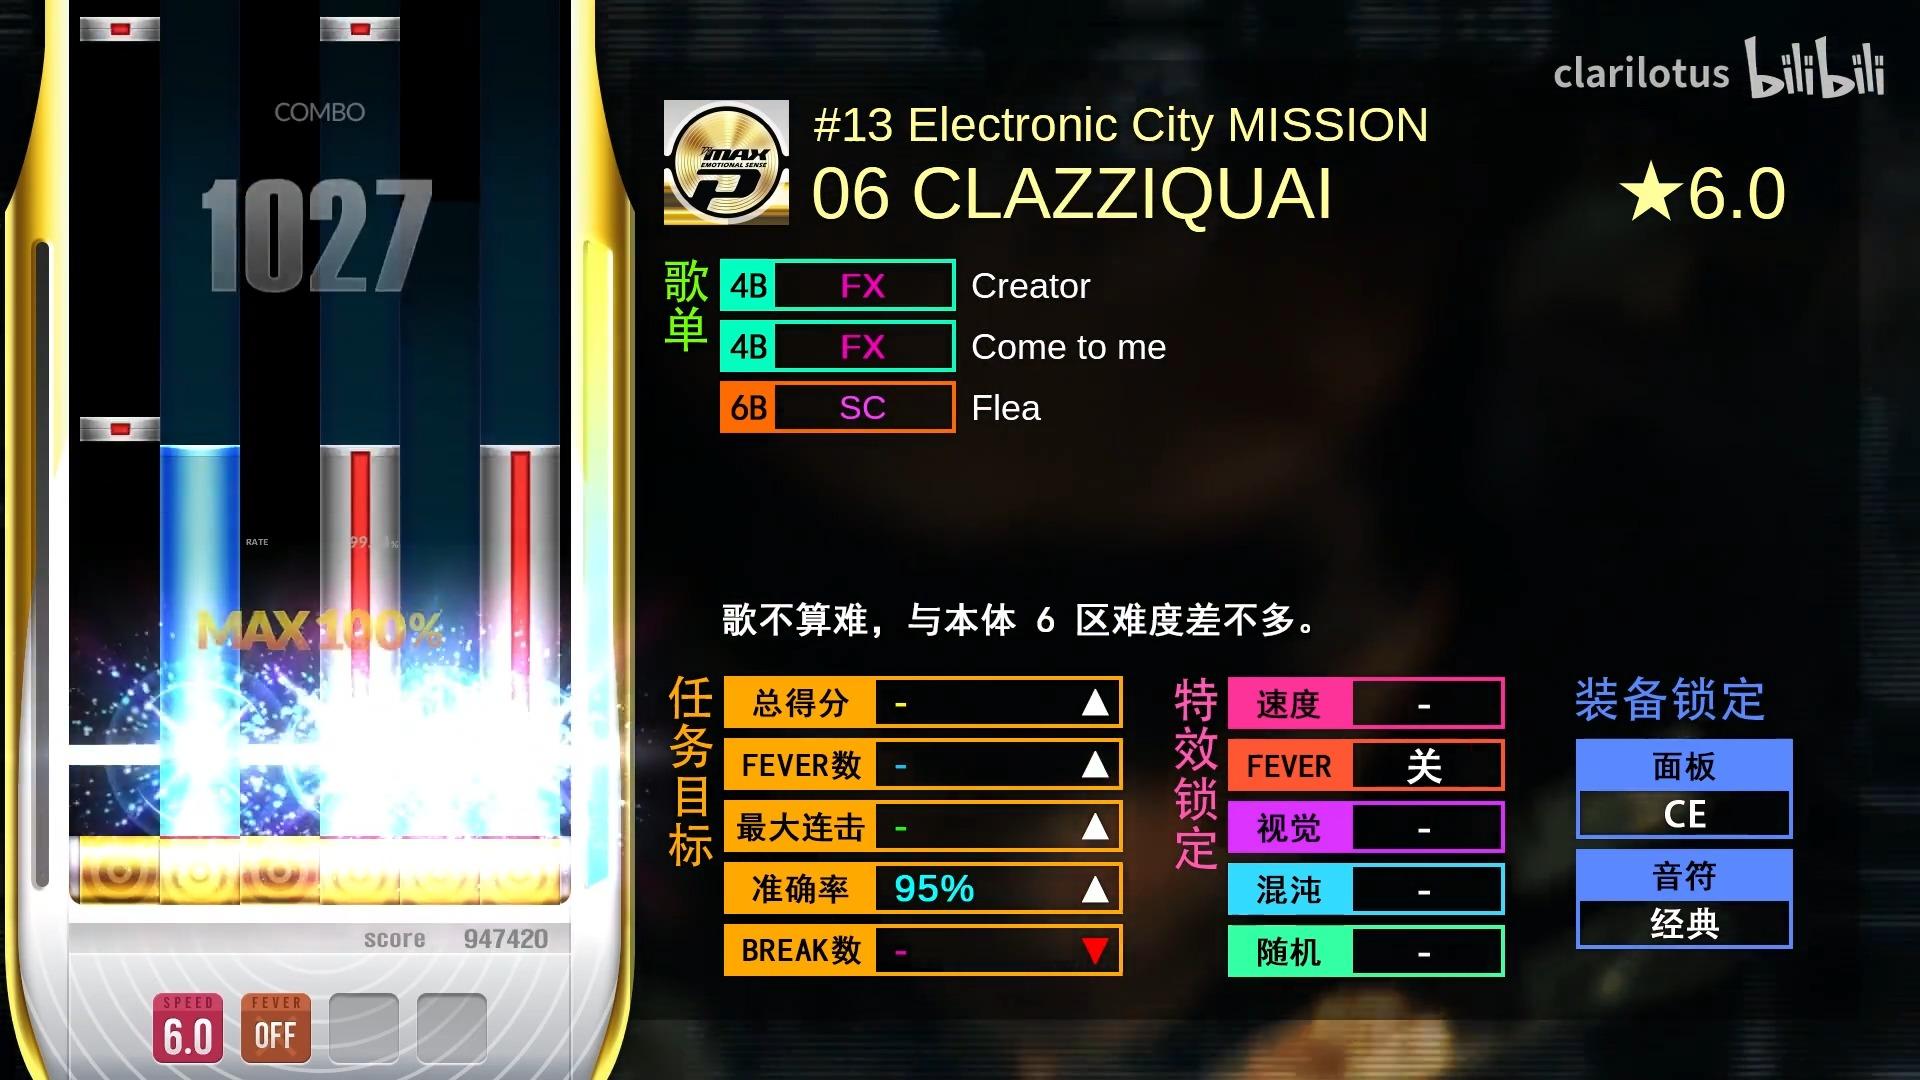 clarilotus bilibili
COMBO
1027
RATE
MAX 100%
score 947420
SPEED
6.0
FEVER
OFF
MAX
EMOTIONAL SENSE
#13 Electronic City MISSION
06 CLAZZIQUAI
★6.0
歌单
4B FX Creator
4B FX Come to me
6B SC Flea
歌不算难，与本体 6 区难度差不多。
任务目标
总得分 - ▲
FEVER数 - ▲
最大连击 - ▲
准确率 95% ▲
BREAK数 - ▼
特效锁定
速度 -
FEVER 关
视觉 -
混沌 -
随机 -
装备锁定
面板
CE
音符
经典